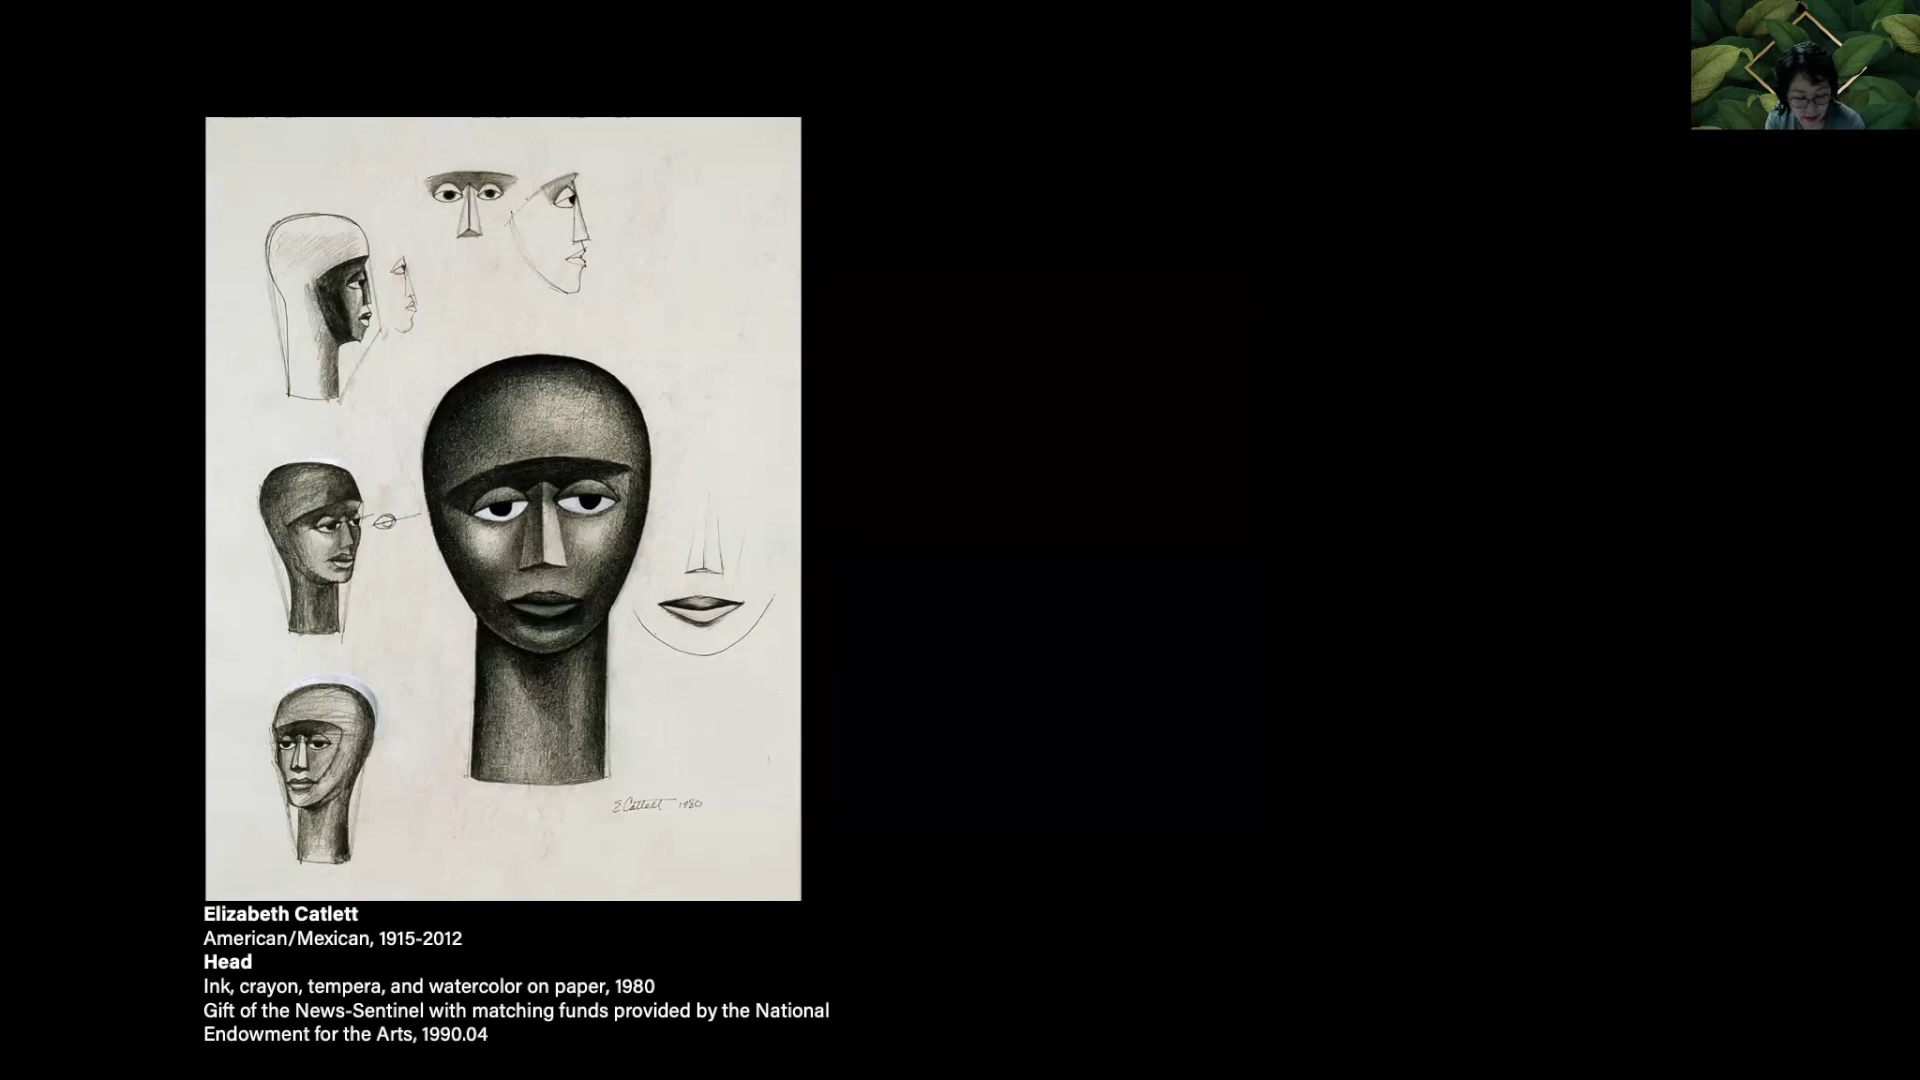 E Catlett 1980
Elizabeth Catlett
American/Mexican, 1915-2012
Head
Ink, crayon, tempera, and watercolor on paper, 1980
Gift of the News-Sentinel with matching funds provided by the National
Endowment for the Arts, 1990.04